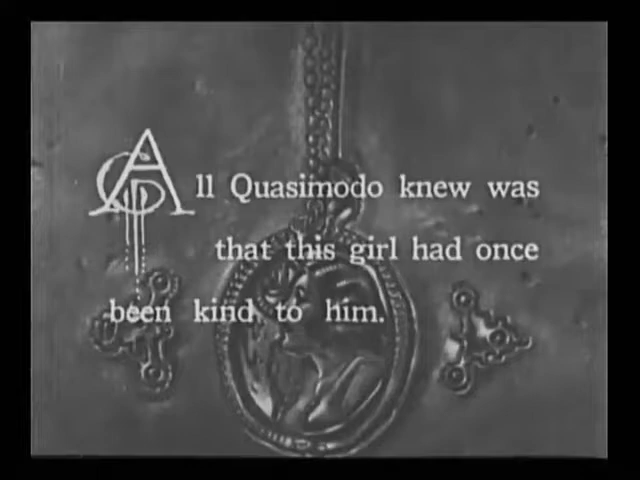 All Quasimodo knew was
that this girl had once
been kind to him.